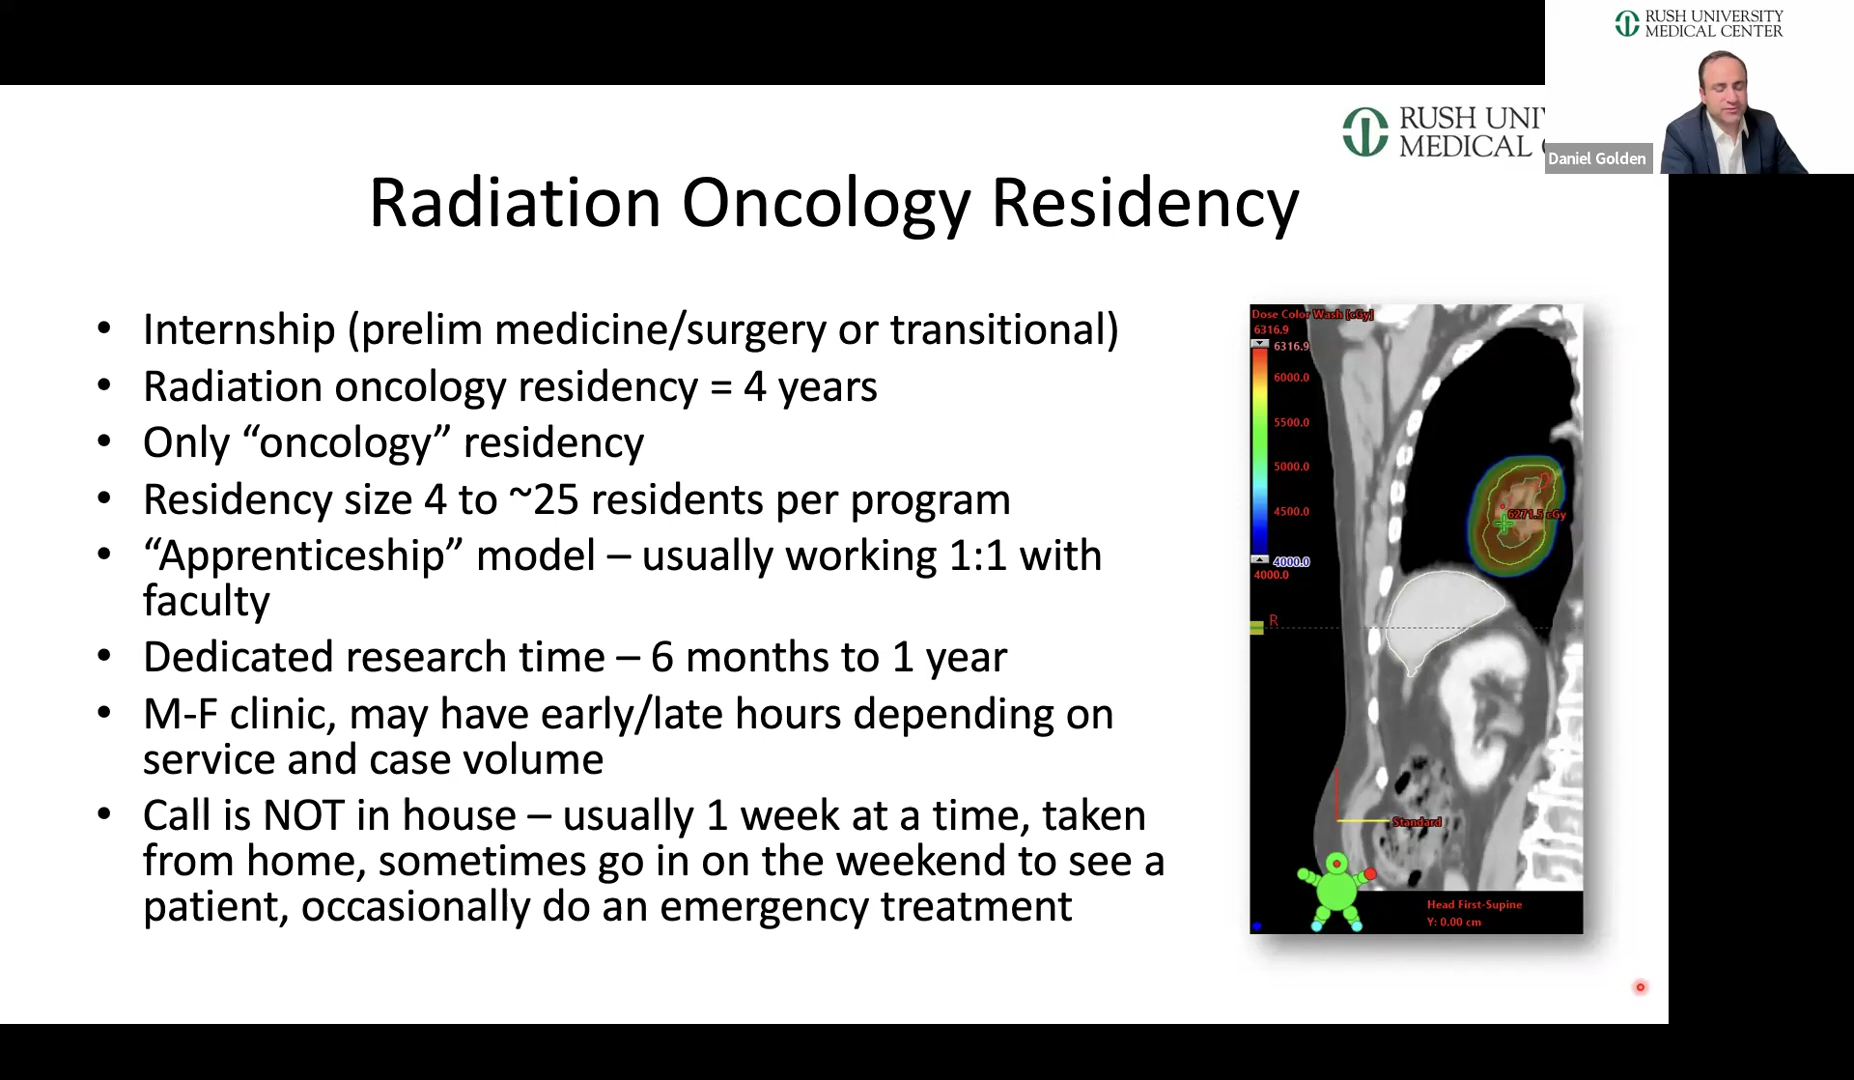 RUSH UNIVERSITY
MEDICAL CENTER
Daniel Golden
RUSH UNI
MEDICAL
Radiation Oncology Residency
• Internship (prelim medicine/surgery or transitional)
• Radiation oncology residency = 4 years
• Only “oncology” residency
• Residency size 4 to ~25 residents per program
• “Apprenticeship” model – usually working 1:1 with
faculty
• Dedicated research time – 6 months to 1 year
• M-F clinic, may have early/late hours depending on
service and case volume
• Call is NOT in house – usually 1 week at a time, taken
from home, sometimes go in on the weekend to see a
patient, occasionally do an emergency treatment
Dose Color Wash [cGy]
6316.9
6316.9
6000.0
5500.0
5000.0
4500.0
4000.0
4000.0
6271.5 cGy
R
Standard
Head First-Supine
Y: 0.00 cm